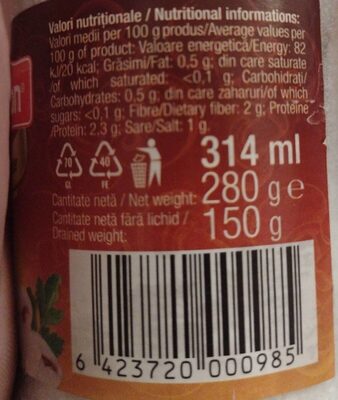 Valori nutriționale / Nutritional informations:
Valori medii per 100 g produs/Average values per
100 g of product: Valoare energetică/Energy: 82
kJ/20 kcal; Grăsimi/Fat: 0,5 g; din care saturate
/of which saturated: <0,1 g; Carbohidrati/
Carbohydrates: 0,5 g; din care zaharuri/of which
sugars: <0,1 g; Fibre/Dietary fiber: 2 g; Proteine
/Protein: 2,3 g; Sare/Salt: 1 g.
70
GL
40
FE
314 ml
Cantitate netă / Net weight: 280 g e
Cantitate netă fără lichid /
Drained weight: 150 g
6 423720 000985